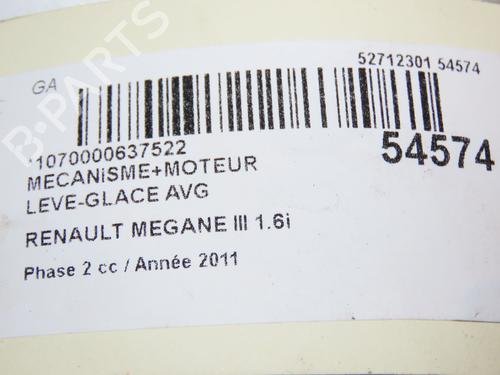 52712301 54574
GA
*1070000637522
54574
MECANiSME+MOTEUR
LEVE-GLACE AVG
RENAULT MEGANE III 1.6i
Phase 2 cc / Année 2011
B-PARTS